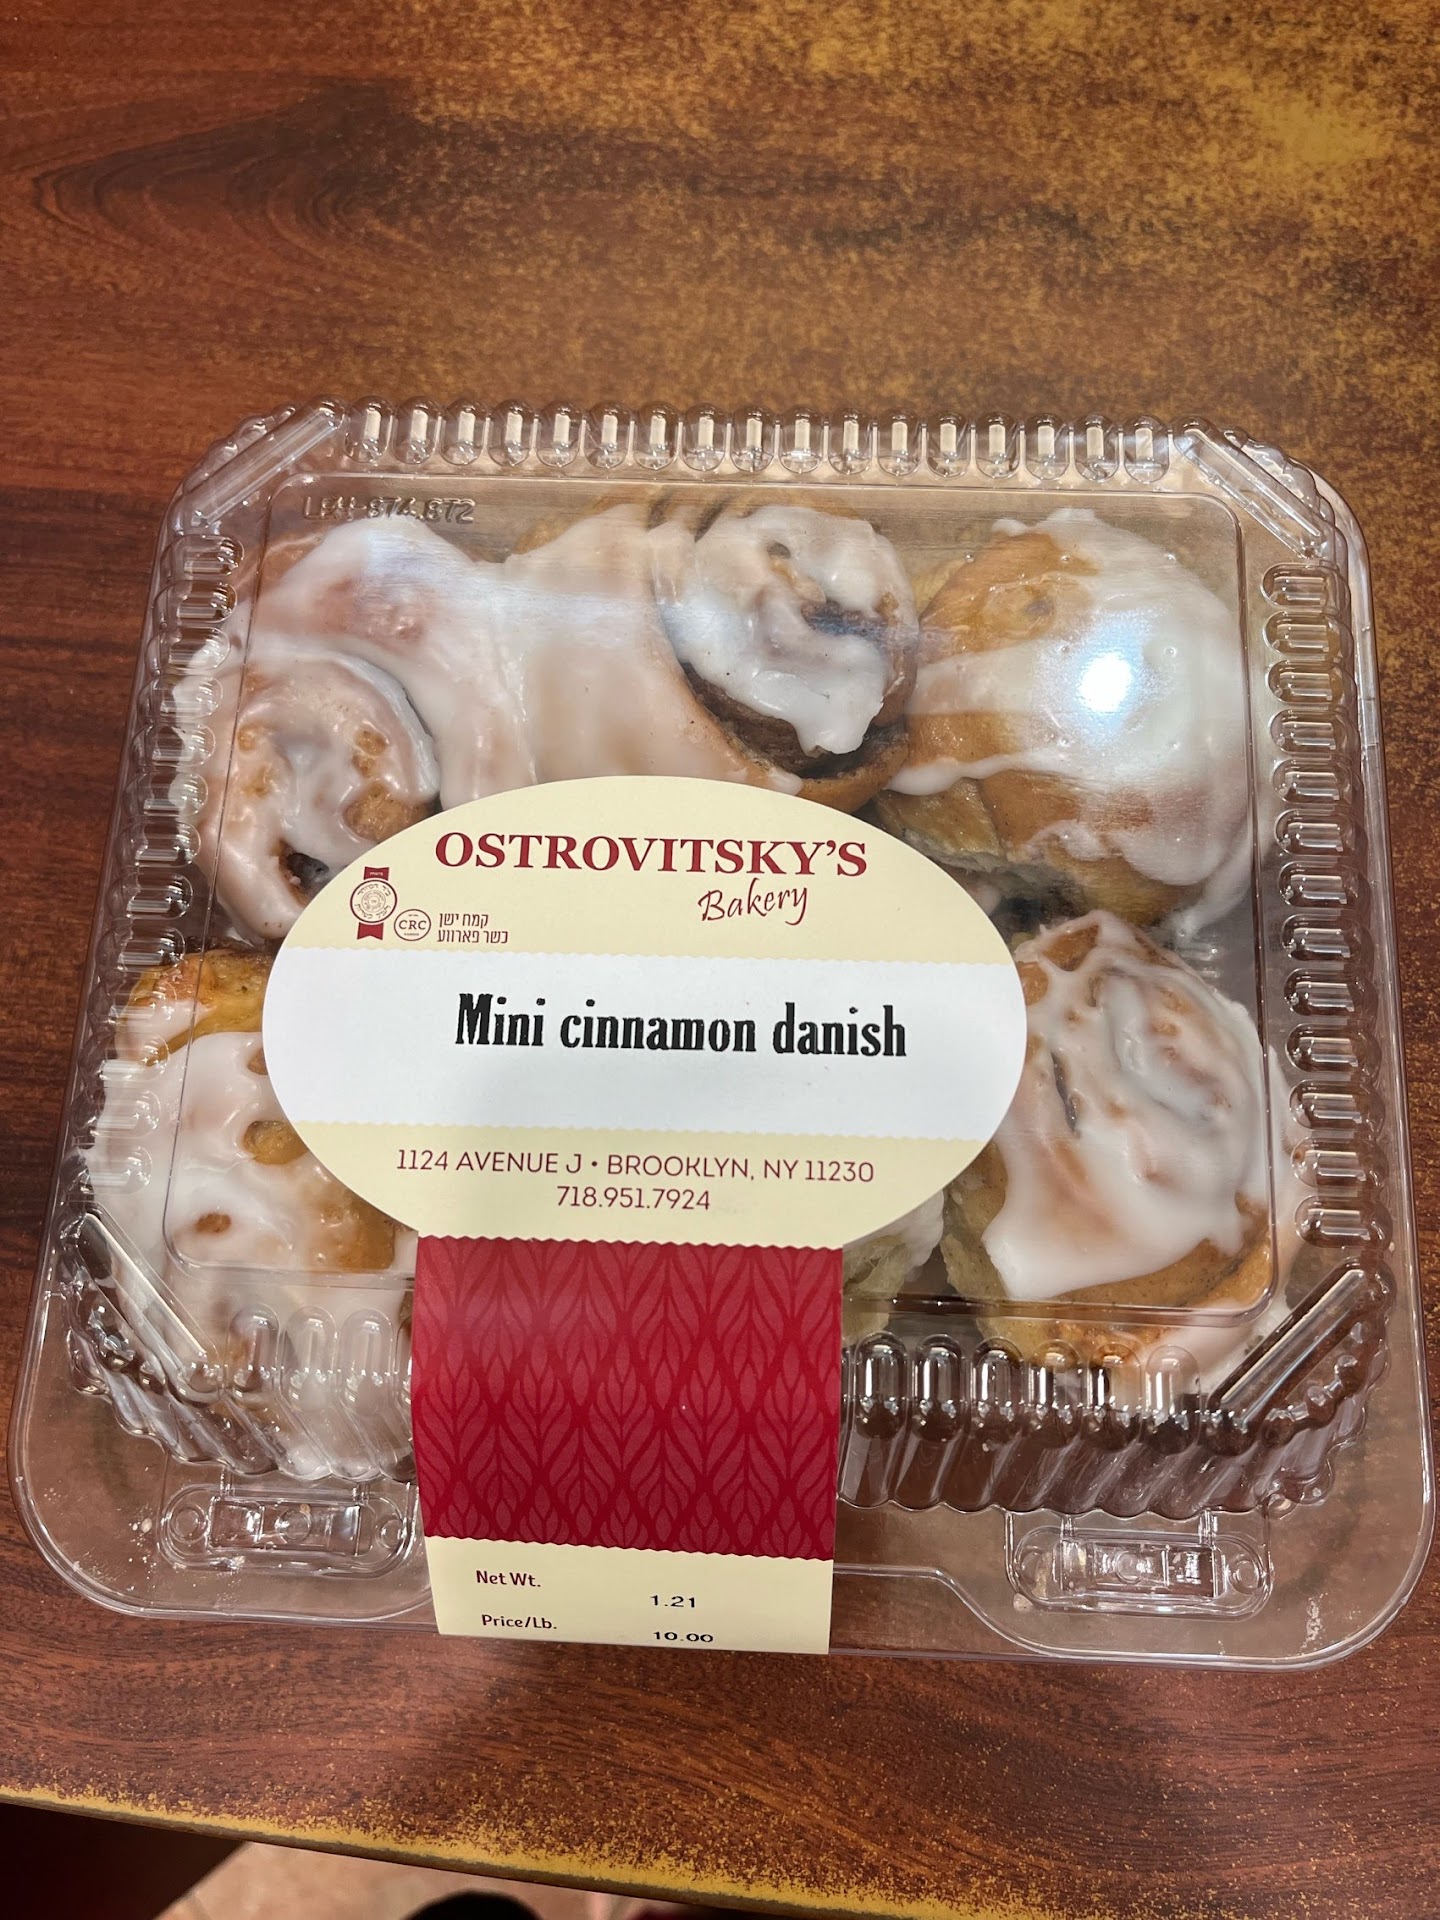 OSTROVITSKY'S
Bakery
CRC
קמח ישן
כשר פארווע
Mini cinnamon danish
1124 AVENUE J • BROOKLYN, NY 11230
718.951.7924
Net Wt. 1.21
Price/Lb. 10.00